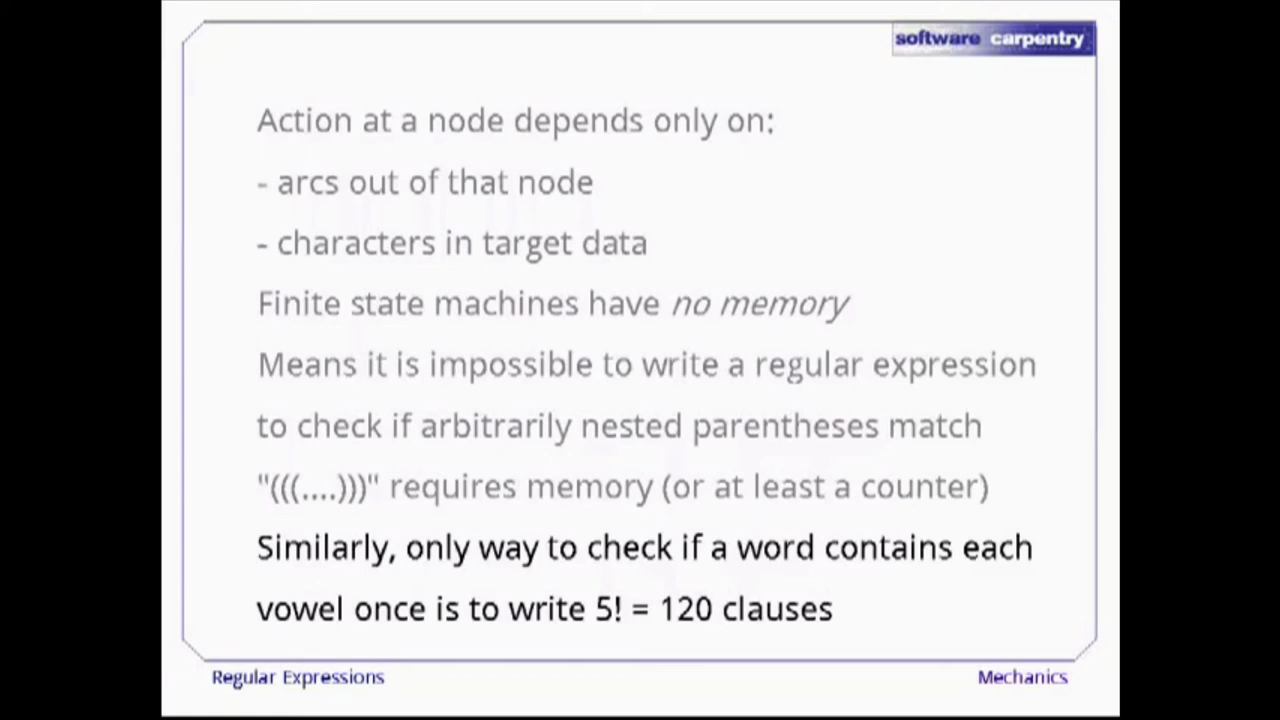 software carpentry
Action at a node depends only on:
- arcs out of that node
- characters in target data
Finite state machines have no memory
Means it is impossible to write a regular expression
to check if arbitrarily nested parentheses match
"(((....)))" requires memory (or at least a counter)
Similarly, only way to check if a word contains each
vowel once is to write 5! = 120 clauses
Regular Expressions
Mechanics